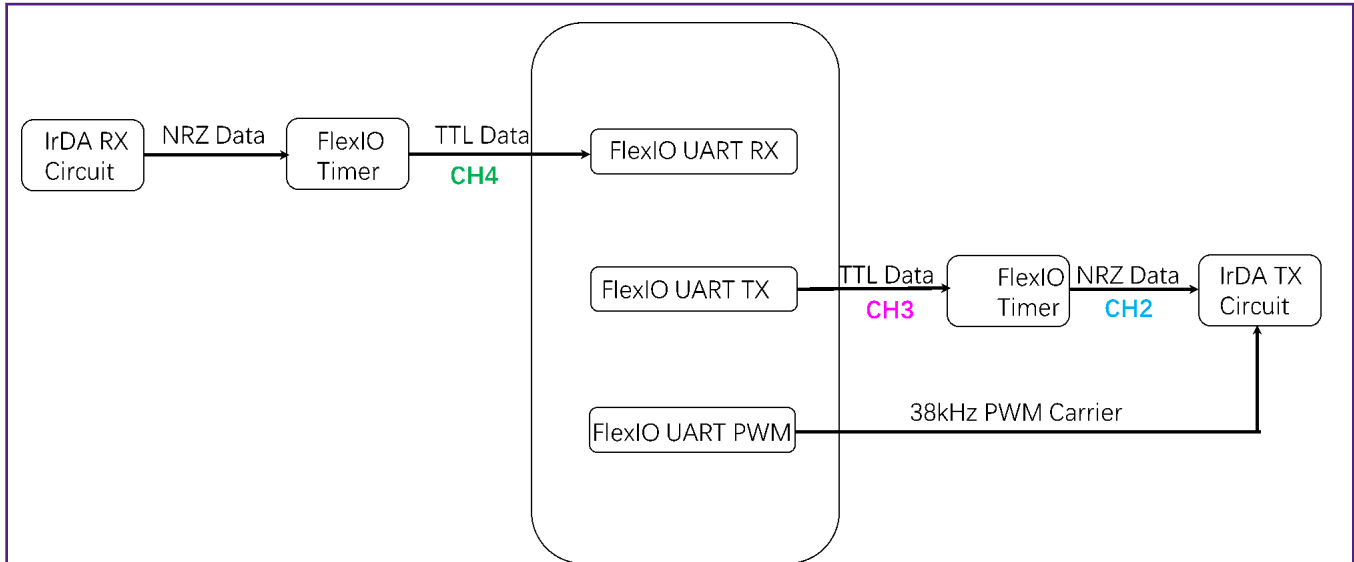 IrDA RX
Circuit
NRZ Data
FlexIO
Timer
TTL Data
CH4
FlexIO UART RX
FlexIO UART TX
TTL Data
CH3
FlexIO
Timer
NRZ Data
CH2
IrDA TX
Circuit
FlexIO UART PWM
38kHz PWM Carrier